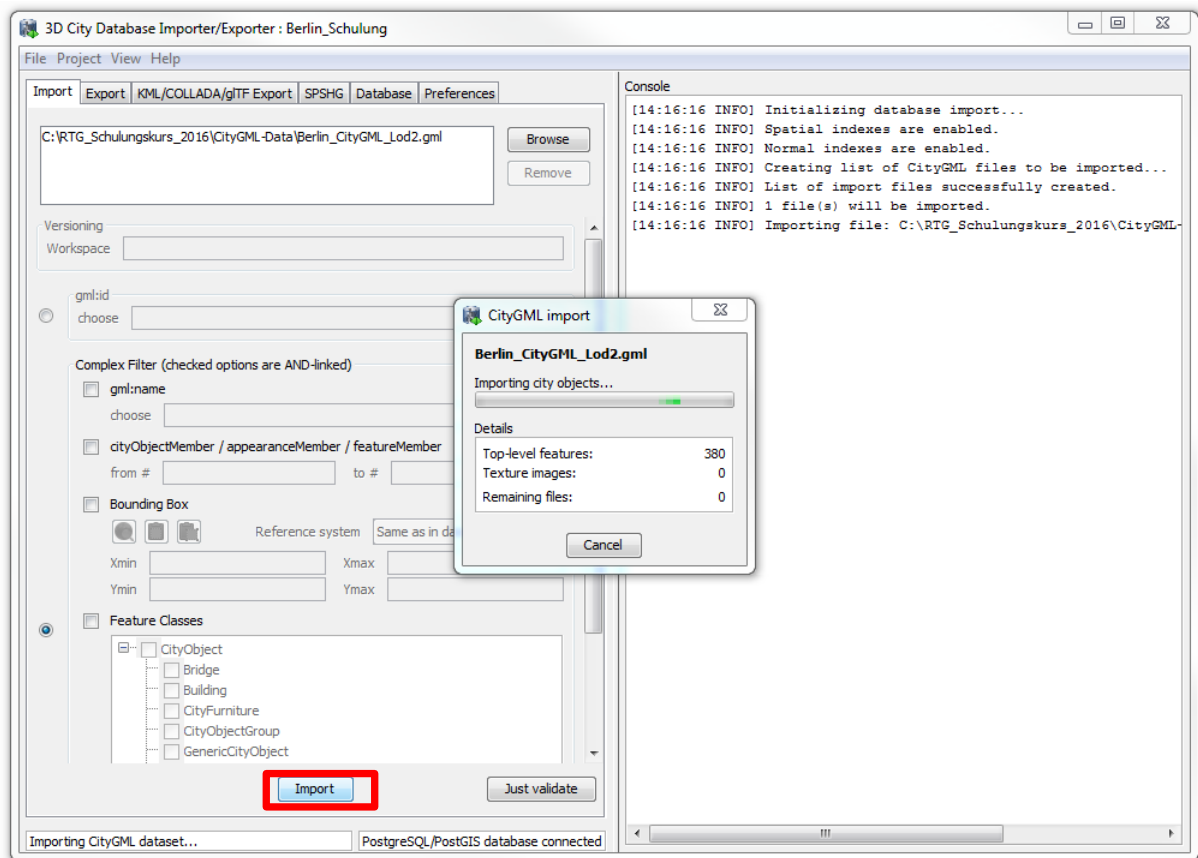 3D City Database Importer/Exporter : Berlin_Schulung
File Project View Help
Import Export KML/COLLADA/glTF Export SPSHG Database Preferences
C:\RTG_Schulungskurs_2016\CityGML-Data\Berlin_CityGML_Lod2.gml
Browse
Remove
Versioning
Workspace
gml:id
choose
Complex Filter (checked options are AND-linked)
gml:name
choose
cityObjectMember / appearanceMember / featureMember
from # to #
Bounding Box
Reference system Same as in da
Xmin Xmax
Ymin Ymax
Feature Classes
CityObject
Bridge
Building
CityFurniture
CityObjectGroup
GenericCityObject
Import Just validate
Importing CityGML dataset... PostgreSQL/PostGIS database connected
CityGML import
Berlin_CityGML_Lod2.gml
Importing city objects...
Details
Top-level features: 380
Texture images: 0
Remaining files: 0
Cancel
Console
[14:16:16 INFO] Initializing database import...
[14:16:16 INFO] Spatial indexes are enabled.
[14:16:16 INFO] Normal indexes are enabled.
[14:16:16 INFO] Creating list of CityGML files to be imported...
[14:16:16 INFO] List of import files successfully created.
[14:16:16 INFO] 1 file(s) will be imported.
[14:16:16 INFO] Importing file: C:\RTG_Schulungskurs_2016\CityGML-